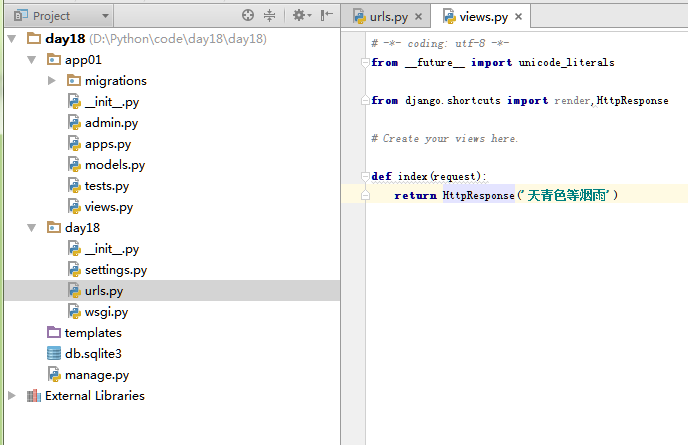 Project
day18 (D:\Python\code\day18\day18)
app01
migrations
__init__.py
admin.py
apps.py
models.py
tests.py
views.py
day18
__init__.py
settings.py
urls.py
wsgi.py
templates
db.sqlite3
manage.py
External Libraries
urls.py
views.py
# -*- coding: utf-8 -*-
from __future__ import unicode_literals
from django.shortcuts import render,HttpResponse
# Create your views here.
def index(request):
return HttpResponse('天青色等烟雨')